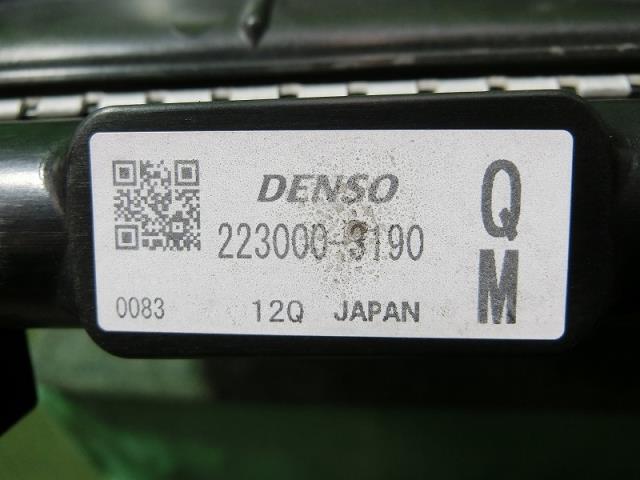 DENSO
223000-3190
0083 12Q JAPAN
Q
M